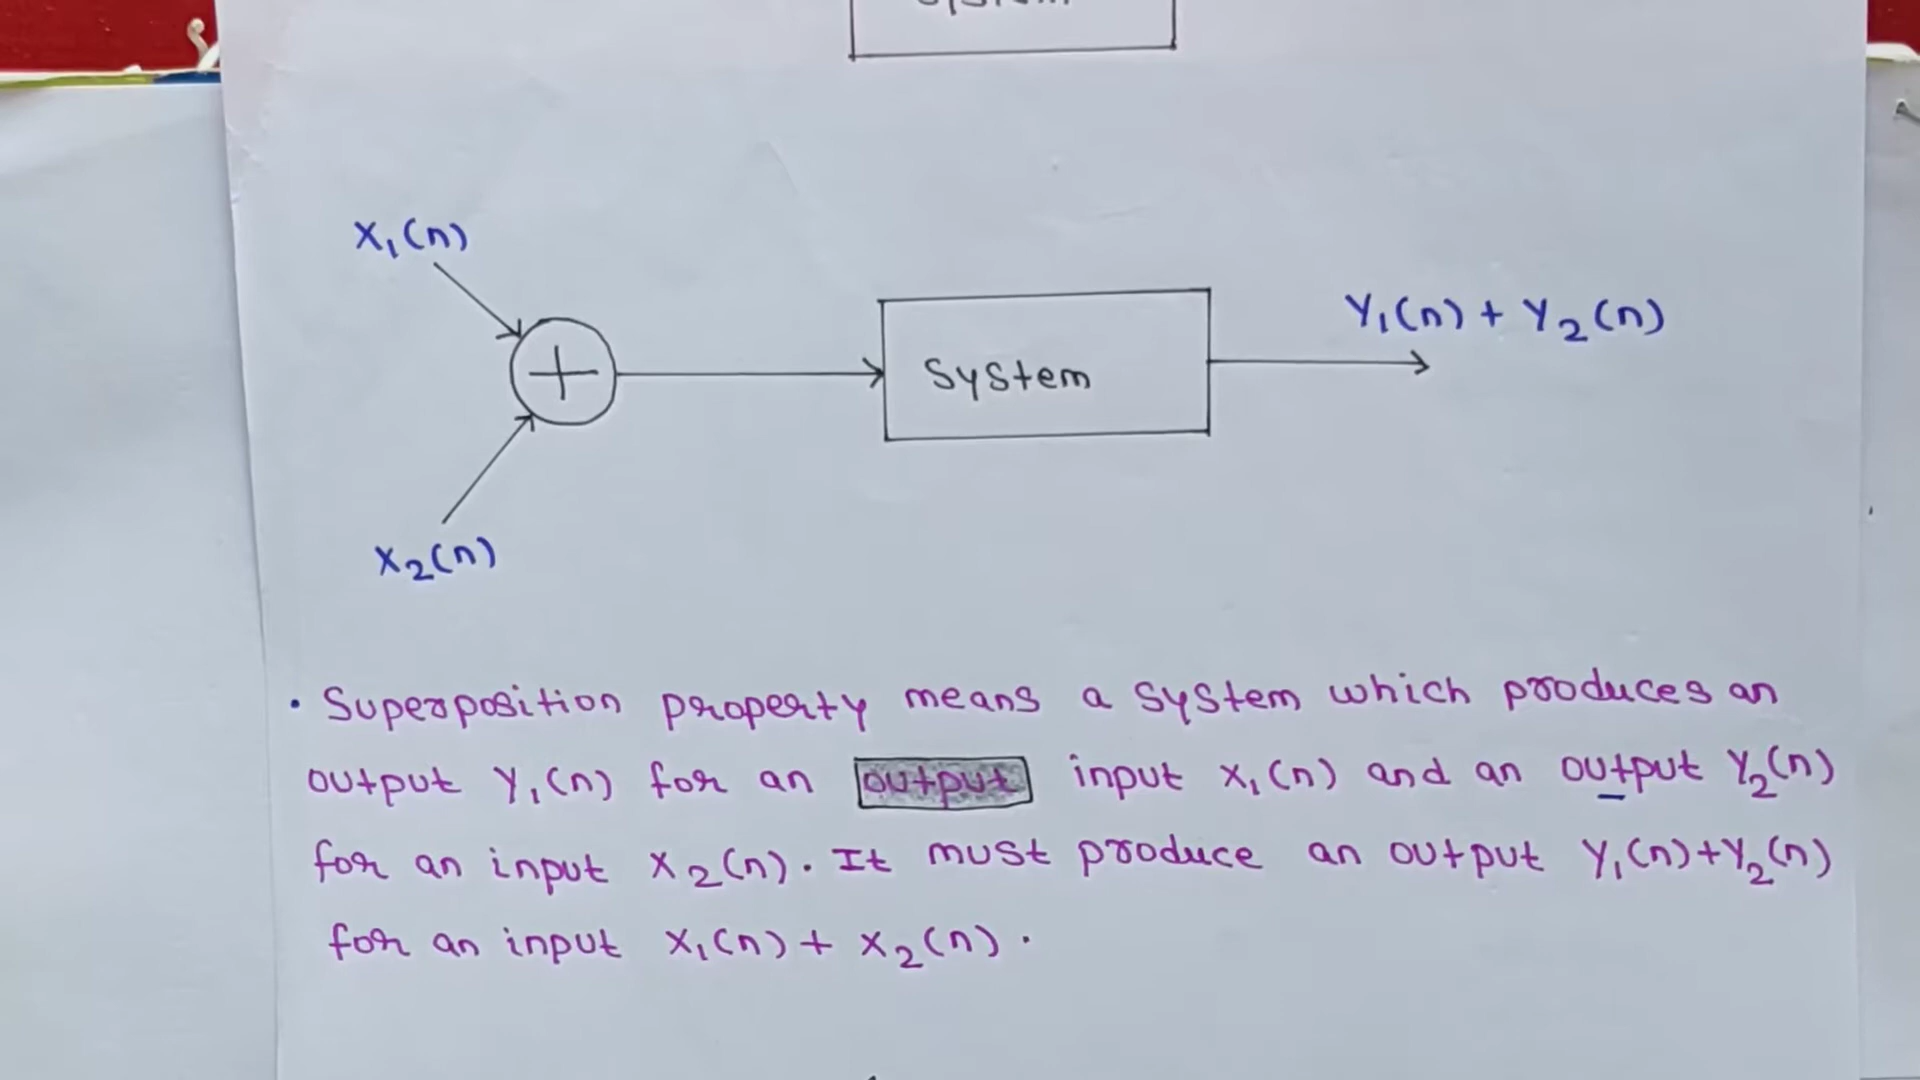 System
X₁(n)
Y₁(n) + Y₂(n)
+
System
X₂(n)
• Superposition property means a system which produces an
output Y₁(n) for an output input X₁(n) and an output Y₂(n)
for an input X₂(n). It must produce an output Y₁(n)+Y₂(n)
for an input X₁(n) + X₂(n).